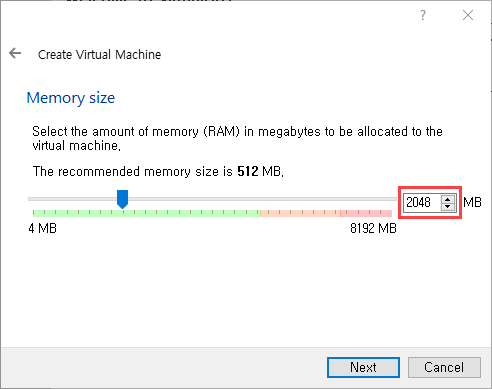 ?
Create Virtual Machine
Memory size
Select the amount of memory (RAM) in megabytes to be allocated to the
virtual machine.
The recommended memory size is 512 MB.
2048 MB
4 MB 8192 MB
Next Cancel